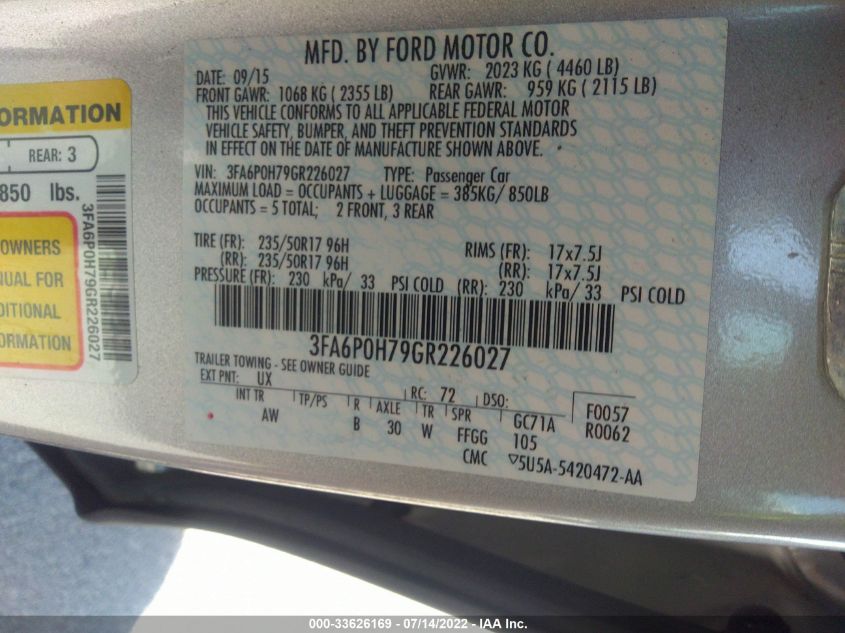 MFD. BY FORD MOTOR CO.
DATE: 09/15 GVWR: 2023 KG ( 4460 LB)
FRONT GAWR: 1068 KG ( 2355 LB) REAR GAWR: 959 KG ( 2115 LB)
THIS VEHICLE CONFORMS TO ALL APPLICABLE FEDERAL MOTOR
VEHICLE SAFETY, BUMPER, AND THEFT PREVENTION STANDARDS
IN EFFECT ON THE DATE OF MANUFACTURE SHOWN ABOVE.
VIN: 3FA6P0H79GR226027 TYPE: Passenger Car
MAXIMUM LOAD = OCCUPANTS + LUGGAGE = 385KG/ 850LB
OCCUPANTS = 5 TOTAL; 2 FRONT, 3 REAR
TIRE (FR): 235/50R17 96H RIMS (FR): 17x7.5J
(RR): 235/50R17 96H (RR): 17x7.5J
PRESSURE (FR): 230 kPa/ 33 PSI COLD (RR): 230 kPa/33 PSI COLD
3FA6P0H79GR226027
TRAILER TOWING - SEE OWNER GUIDE
EXT PNT: UX RC: 72 DSO:
INT TR TP/PS R AXLE TR SPR GC71A F0057
AW B 30 W FFGG 105 R0062
CMC 5U5A-5420472-AA
ORMATION
REAR: 3
850 lbs.
OWNERS
NUAL FOR
DITIONAL
ORMATION
3FA6P0H79GR226027
000-33626169 - 07/14/2022 - IAAI.com